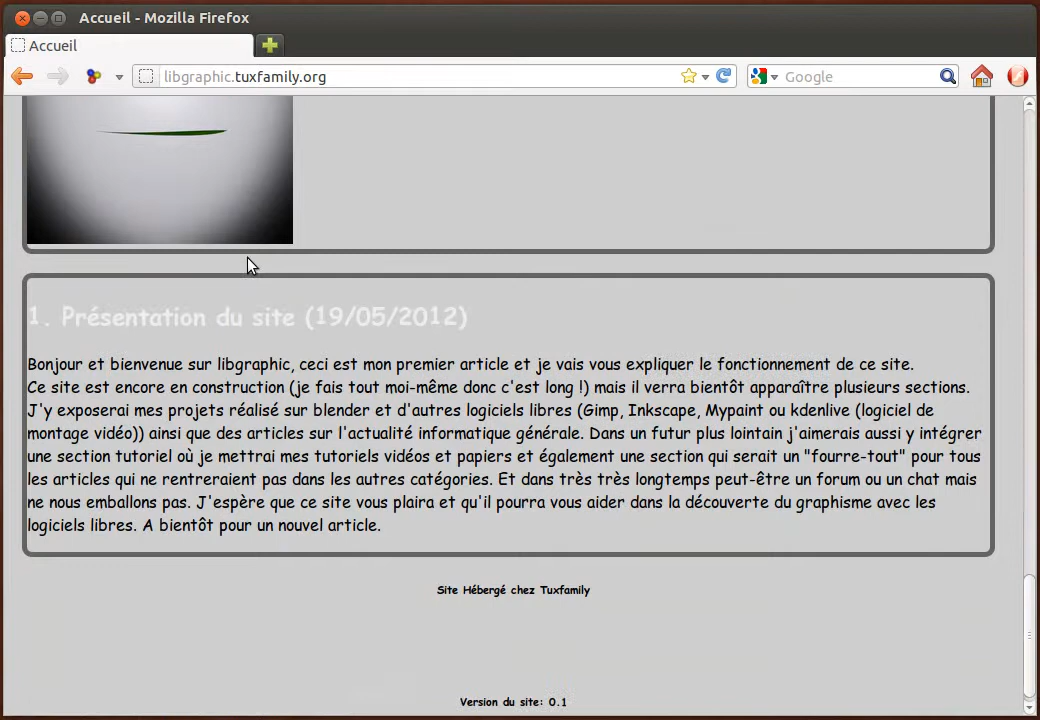 Accueil - Mozilla Firefox
Accueil
libgraphic.tuxfamily.org
Google
1. Présentation du site (19/05/2012)
Bonjour et bienvenue sur libgraphic, ceci est mon premier article et je vais vous expliquer le fonctionnement de ce site.
Ce site est encore en construction (je fais tout moi-même donc c'est long !) mais il verra bientôt apparaître plusieurs sections.
J'y exposerai mes projets réalisé sur blender et d'autres logiciels libres (Gimp, Inkscape, Mypaint ou kdenlive (logiciel de
montage vidéo)) ainsi que des articles sur l'actualité informatique générale. Dans un futur plus lointain j'aimerais aussi y intégrer
une section tutoriel où je mettrai mes tutoriels vidéos et papiers et également une section qui serait un "fourre-tout" pour tous
les articles qui ne rentreraient pas dans les autres catégories. Et dans très très longtemps peut-être un forum ou un chat mais
ne nous emballons pas. J'espère que ce site vous plaira et qu'il pourra vous aider dans la découverte du graphisme avec les
logiciels libres. A bientôt pour un nouvel article.
Site Hébergé chez Tuxfamily
Version du site: 0.1